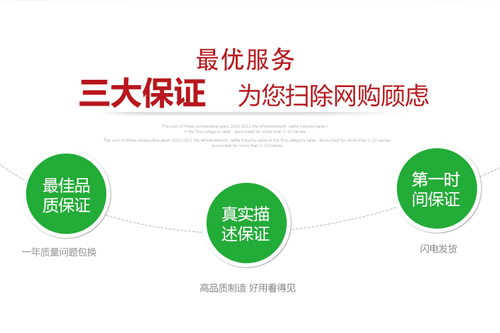 最优服务
三大保证 为您扫除网购顾虑
The sum of three consecutive years 2010-2012 the wholenetwork cable industry sales l
in the first category sales accounted for more than 2-10 names
The sum of three consecutive years 2010-2012 the wholenetwork cable industry sales in the first category sales accounted for more than 2-10 names
accounted for more than 2-10 names
最佳品
质保证
一年质量问题包换
真实描
述保证
高品质制造 好用看得见
第一时
间保证
闪电发货